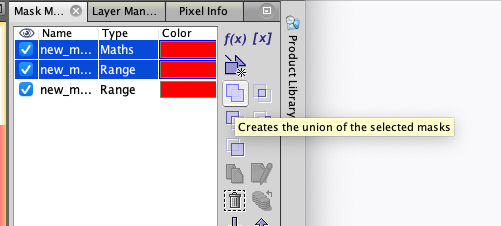 Mask M... Layer Man... Pixel Info
Name Type Color
new_m... Maths
new_m... Range
new_m... Range
f(x) [x]
Creates the union of the selected masks
Product Library